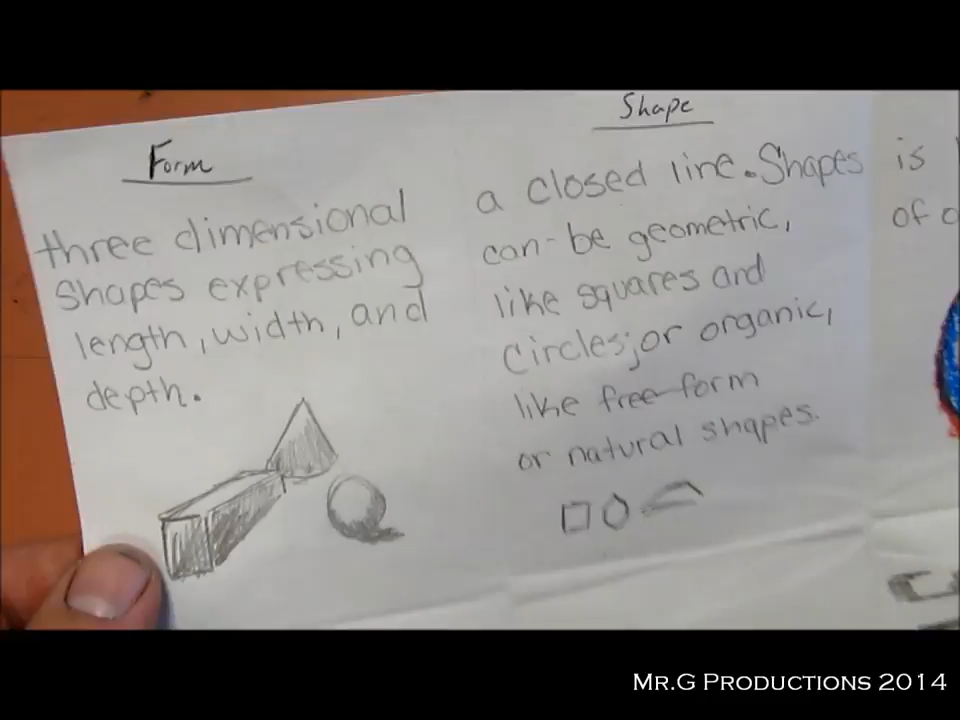 Form
three dimensional
shapes expressing
length, width, and
depth.
Shape
a closed line. Shapes
can be geometric,
like squares and
circles; or organic,
like free-form
or natural shapes.
is
of
Mr.G Productions 2014